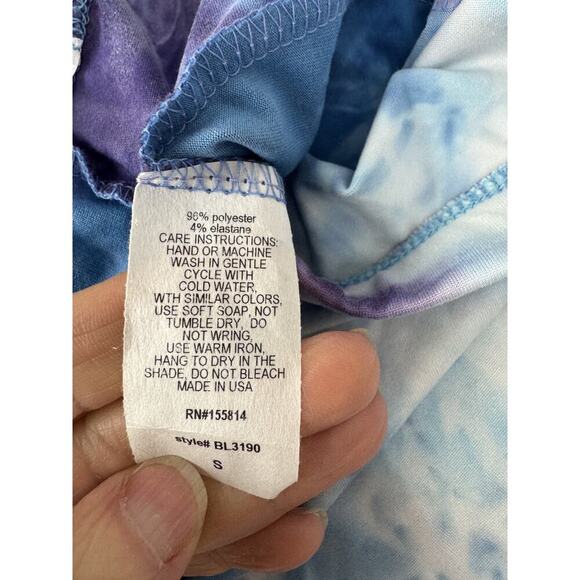 96% polyester
4% elastane
CARE INSTRUCTIONS:
HAND OR MACHINE
WASH IN GENTLE
CYCLE WITH
COLD WATER,
WTH SIMILAR COLORS,
USE SOFT SOAP, NOT
TUMBLE DRY, DO
NOT WRING,
USE WARM IRON,
HANG TO DRY IN THE
SHADE, DO NOT BLEACH
MADE IN USA
RN#155814
style# BL3190
S